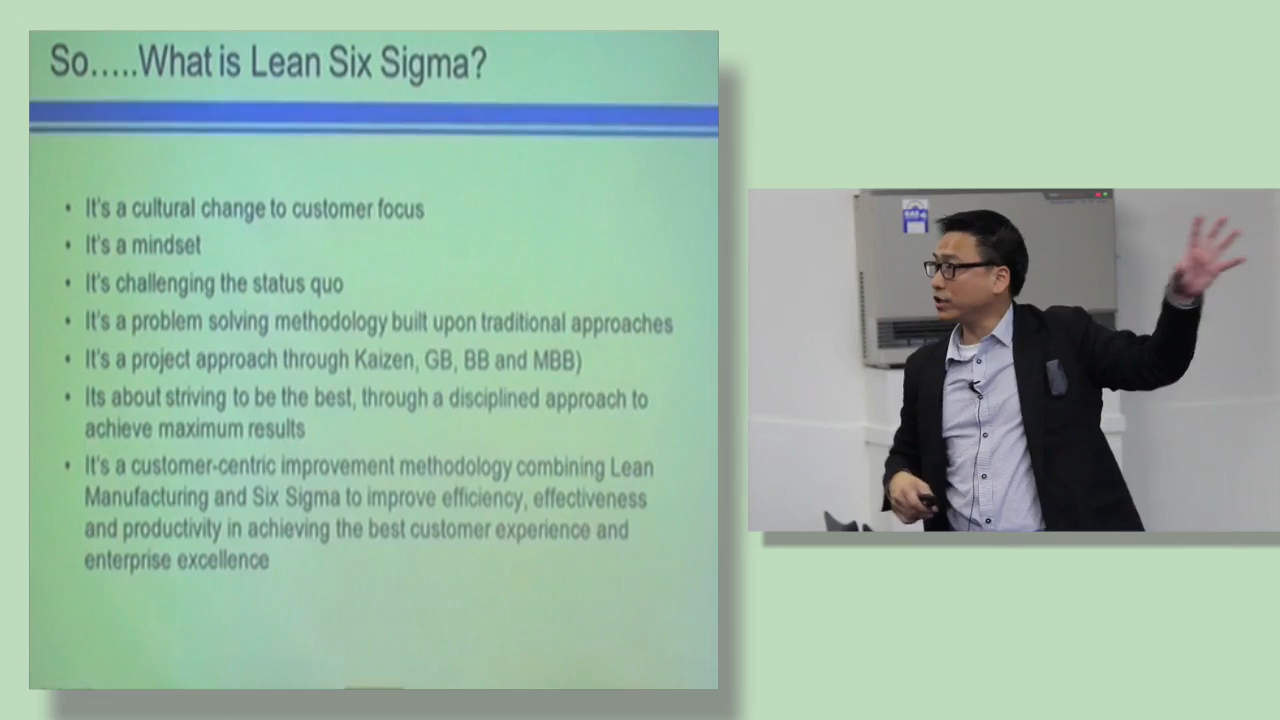 So.....What is Lean Six Sigma?
• It's a cultural change to customer focus
• It's a mindset
• It's challenging the status quo
• It's a problem solving methodology built upon traditional approaches
• It's a project approach through Kaizen, GB, BB and MBB)
• Its about striving to be the best, through a disciplined approach to
achieve maximum results
• It's a customer-centric improvement methodology combining Lean
Manufacturing and Six Sigma to improve efficiency, effectiveness
and productivity in achieving the best customer experience and
enterprise excellence